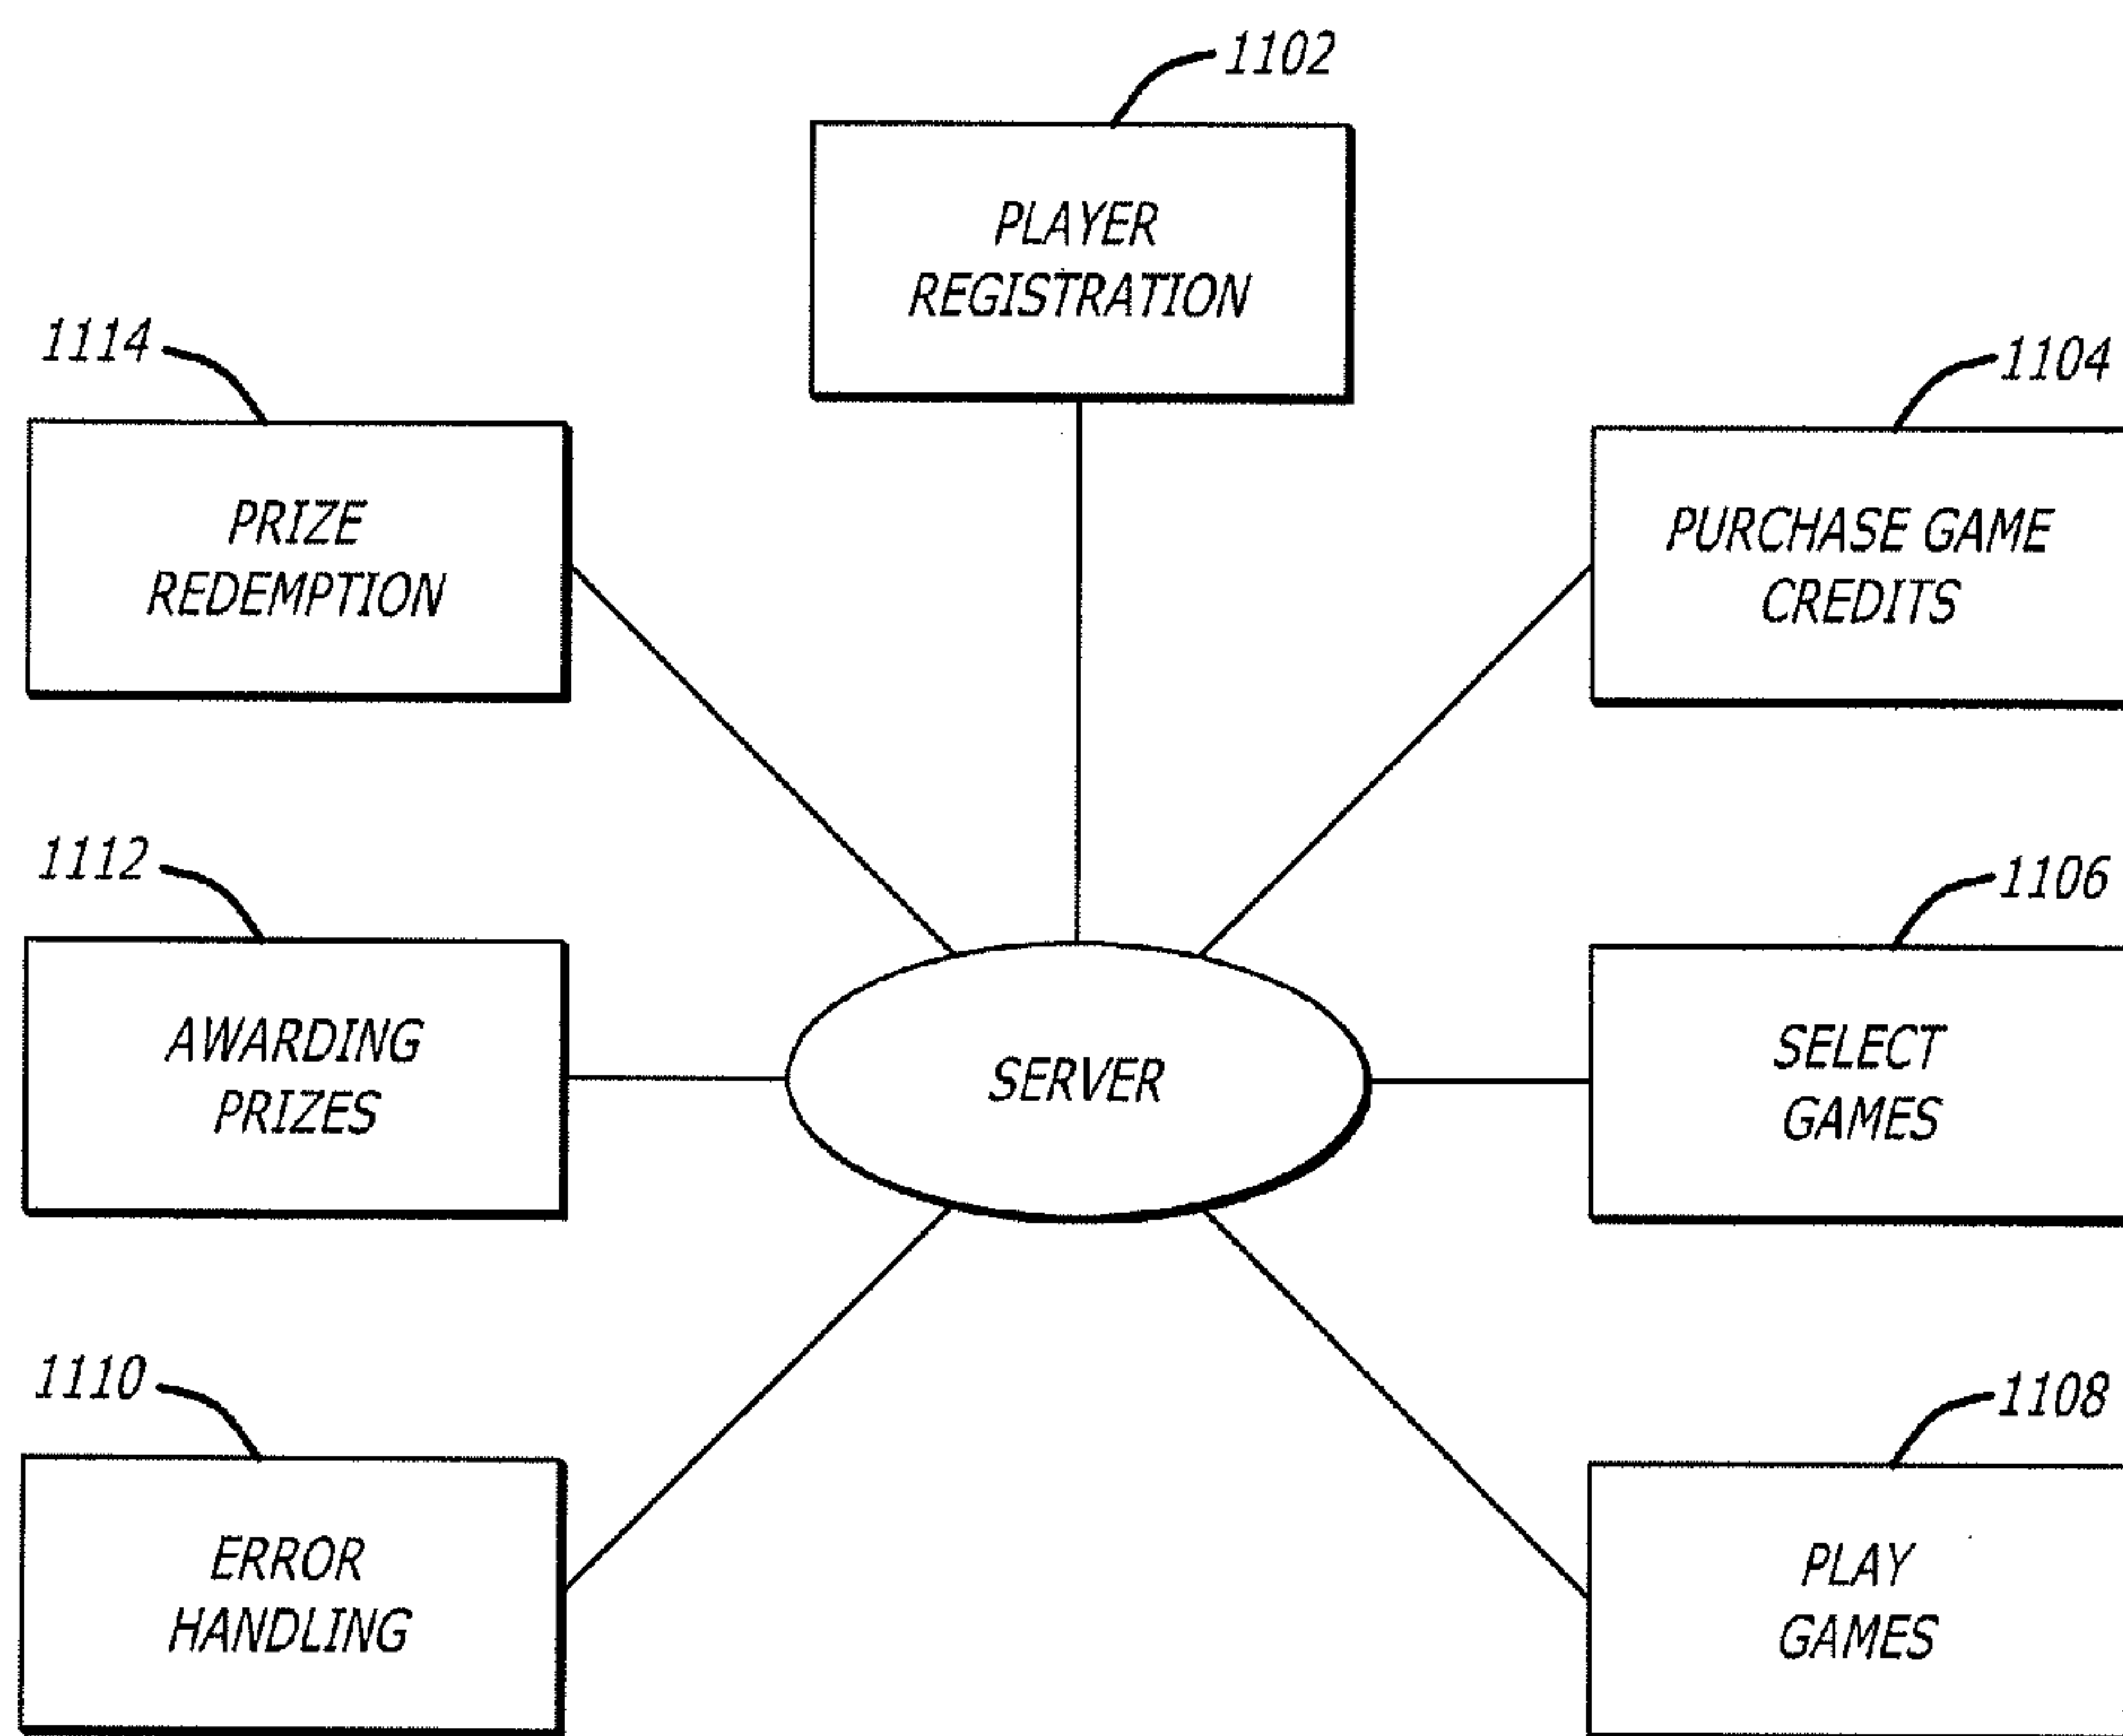 1102
PLAYER
REGISTRATION
1114
PRIZE
REDEMPTION
1104
PURCHASE GAME
CREDITS
1112
AWARDING
PRIZES
SERVER
1106
SELECT
GAMES
1110
ERROR
HANDLING
1108
PLAY
GAMES